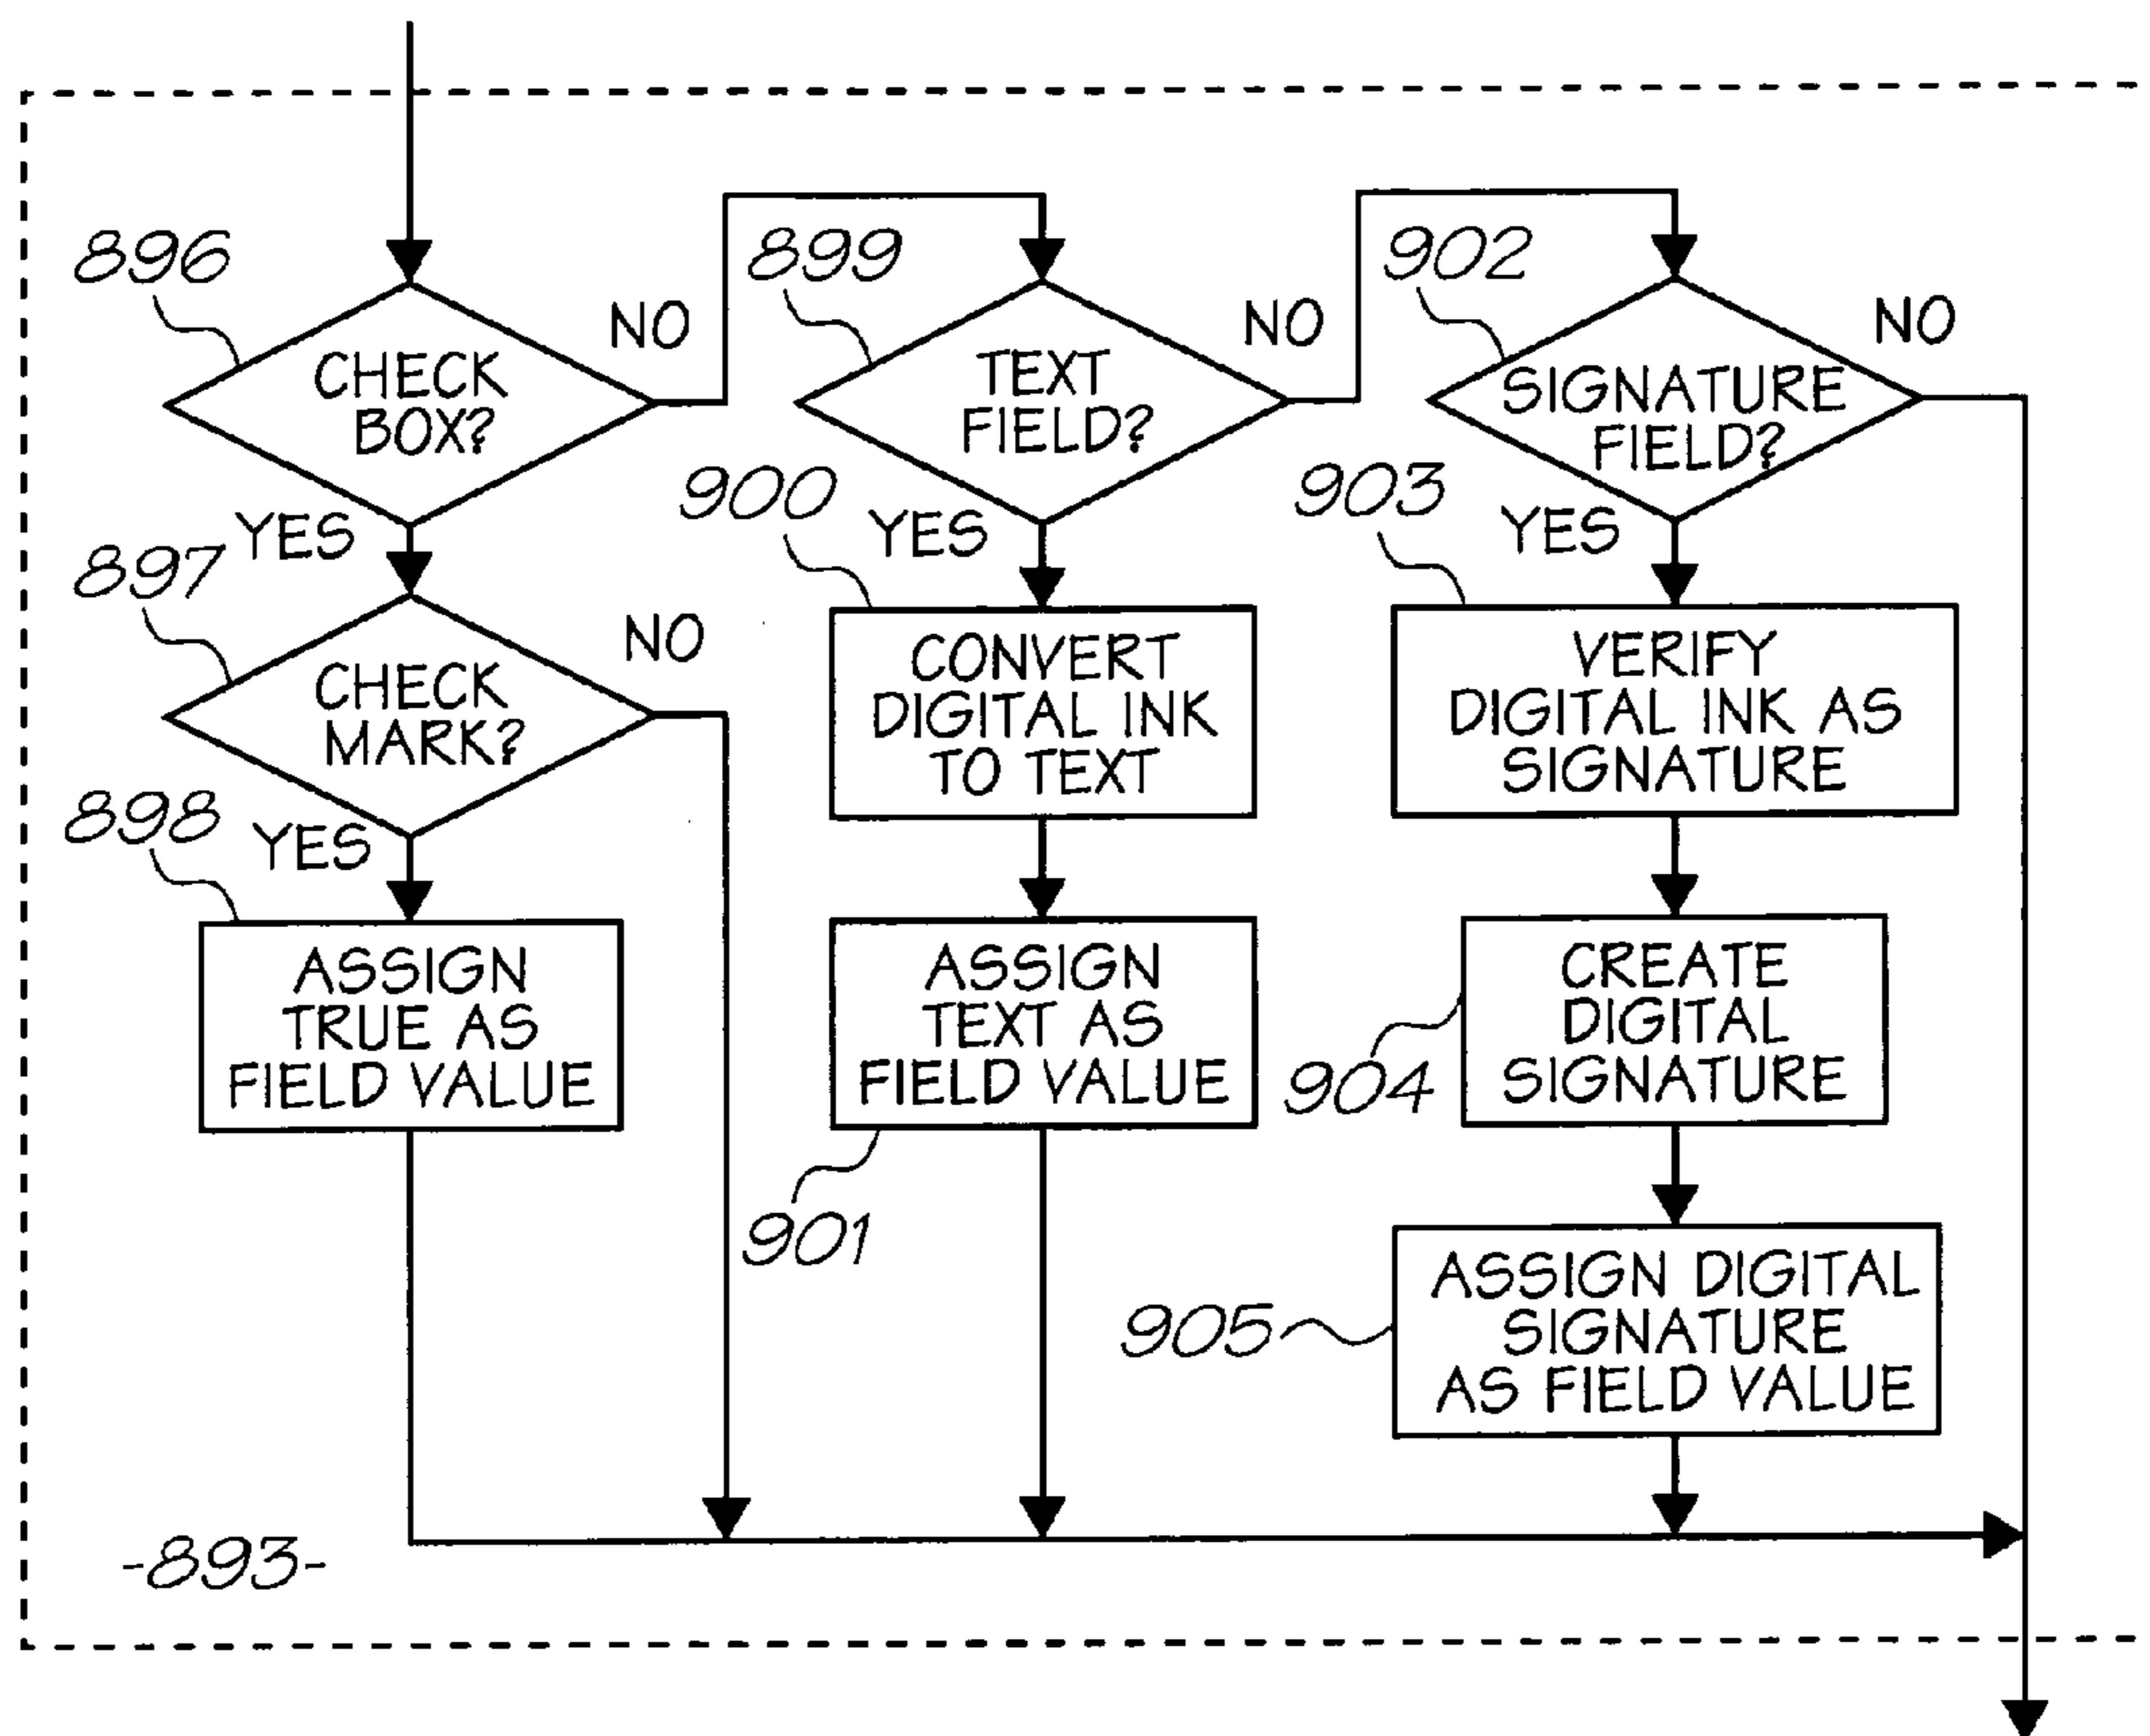 896
CHECK
BOX?
NO
YES
897
CHECK
MARK?
NO
YES
898
ASSIGN
TRUE AS
FIELD VALUE
899
TEXT
FIELD?
NO
YES
900
CONVERT
DIGITAL INK
TO TEXT
ASSIGN
TEXT AS
FIELD VALUE
901
902
SIGNATURE
FIELD?
NO
YES
903
VERIFY
DIGITAL INK AS
SIGNATURE
CREATE
DIGITAL
SIGNATURE
904
ASSIGN DIGITAL
SIGNATURE
AS FIELD VALUE
905
-893-